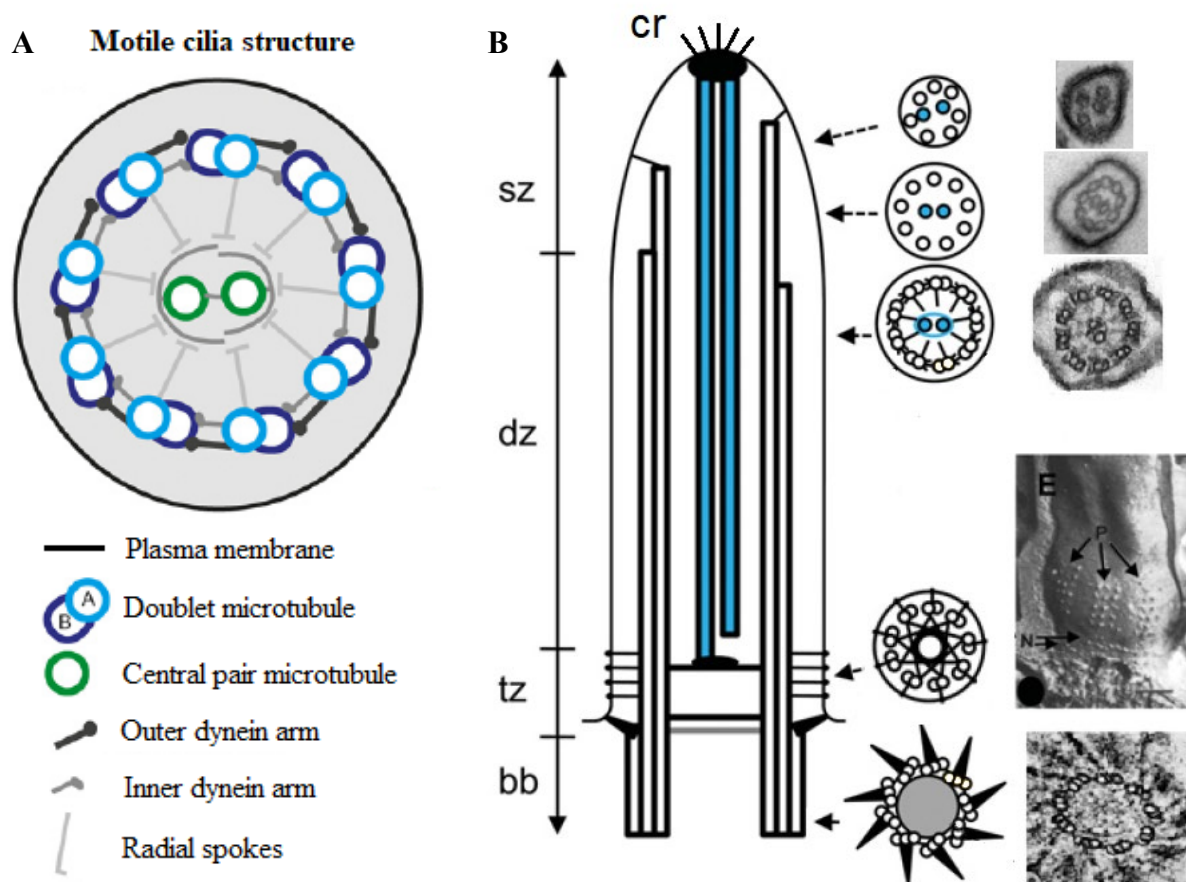 A
Motile cilia structure
A
B
Plasma membrane
Doublet microtubule
Central pair microtubule
Outer dynein arm
Inner dynein arm
Radial spokes
B
cr
sz
dz
tz
bb
E
P
N